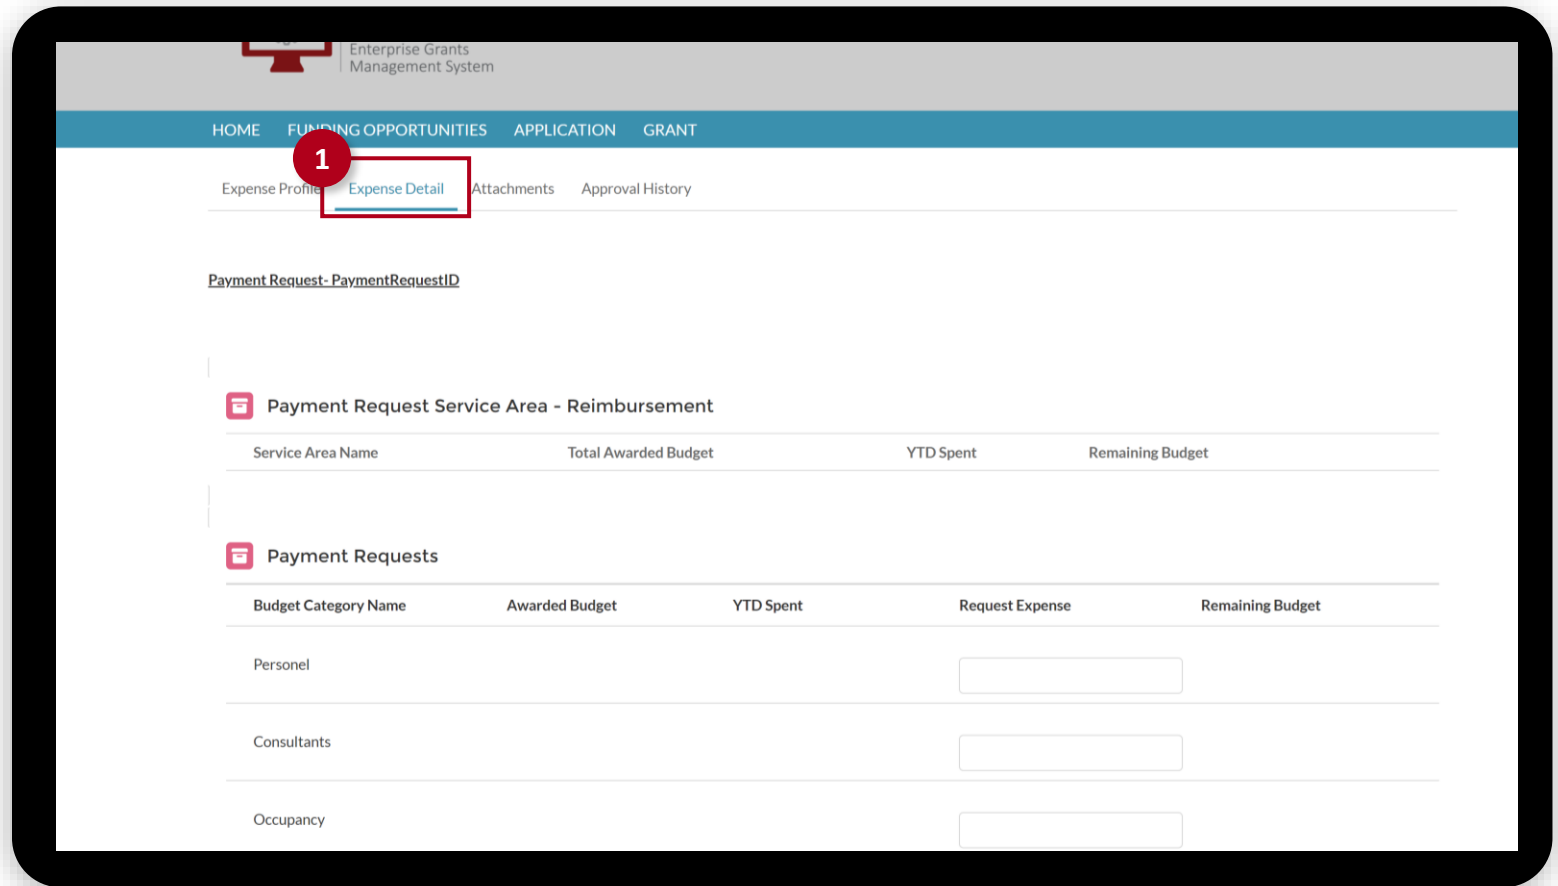 Enterprise Grants
Management System
HOME FUNDING OPPORTUNITIES APPLICATION GRANT
1
Expense Profile Expense Detail Attachments Approval History
Payment Request- PaymentRequestID
Payment Request Service Area - Reimbursement
Service Area Name Total Awarded Budget YTD Spent Remaining Budget
Payment Requests
Budget Category Name Awarded Budget YTD Spent Request Expense Remaining Budget
Personel
Consultants
Occupancy